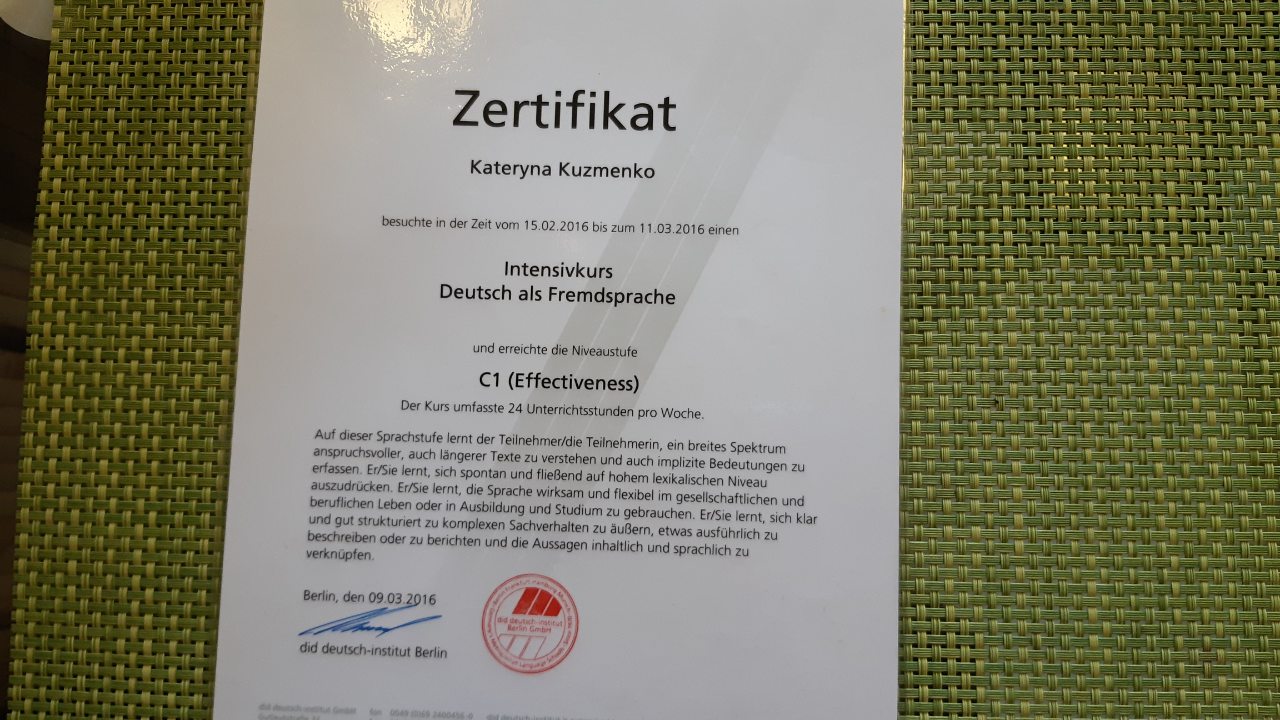 Zertifikat
Kateryna Kuzmenko
besuchte in der Zeit vom 15.02.2016 bis zum 11.03.2016 einen
Intensivkurs
Deutsch als Fremdsprache
und erreichte die Niveaustufe
C1 (Effectiveness)
Der Kurs umfasste 24 Unterrichtsstunden pro Woche.
Auf dieser Sprachstufe lernt der Teilnehmer/die Teilnehmerin, ein breites Spektrum
anspruchsvoller, auch längerer Texte zu verstehen und auch implizite Bedeutungen zu
erfassen. Er/Sie lernt, sich spontan und fließend auf hohem lexikalischen Niveau
auszudrücken. Er/Sie lernt, die Sprache wirksam und flexibel im gesellschaftlichen und
beruflichen Leben oder in Ausbildung und Studium zu gebrauchen. Er/Sie lernt, sich klar
und gut strukturiert zu komplexen Sachverhalten zu äußern, etwas ausführlich zu
beschreiben oder zu berichten und die Aussagen inhaltlich und sprachlich zu
verknüpfen.
Berlin, den 09.03.2016
did deutsch-institut Berlin
did deutsch-institut
Berlin GmbH
did deutsch-institut GmbH